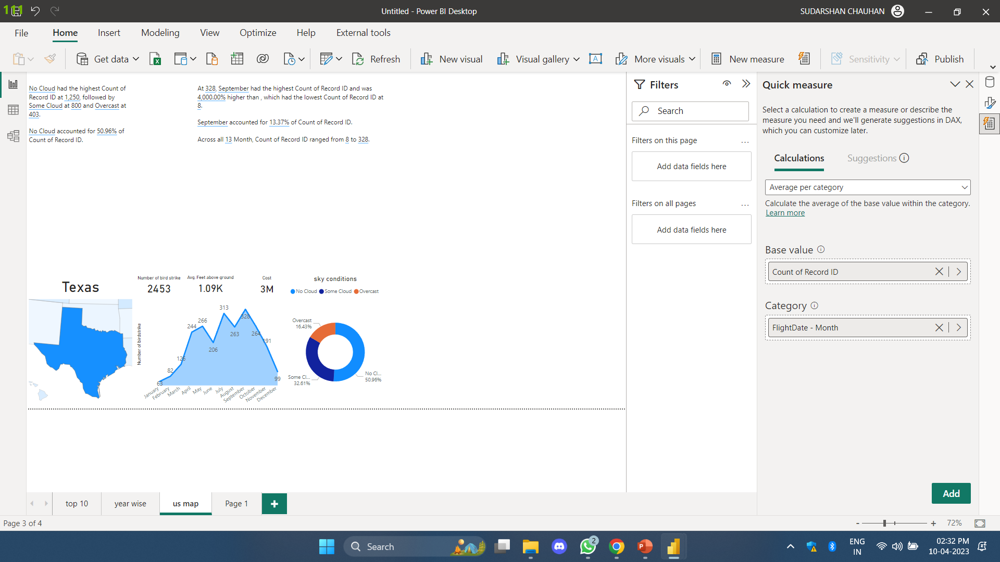 111
Untitled - Power BI Desktop
SUDARSHAN CHAUHAN
File Home Insert Modeling View Optimize Help External tools
Get data Refresh New visual Visual gallery A More visuals New measure Sensitivity Publish
No Cloud had the highest Count of
Record ID at 1,250, followed by
Some Cloud at 800 and Overcast at
403.
No Cloud accounted for 50.96% of
Count of Record ID.
At 328, September had the highest Count of Record ID and was
4,000.00% higher than , which had the lowest Count of Record ID at
8.
September accounted for 13.37% of Count of Record ID.
Across all 13 Month, Count of Record ID ranged from 8 to 328.
Texas
Number of bird strike
2453
Avg. Feet above ground
1.09K
Cost
3M
sky conditions
No Cloud Some Cloud Overcast
Number of birdstrike
63
82
126
244
266
206
313
263
328
264
191
99
January
February
March
April
May
June
July
August
September
October
November
December
Overcast
16.43%
Some Cl...
32.61%
No Cl...
50.96%
Filters
Search
Filters on this page ...
Add data fields here
Filters on all pages ...
Add data fields here
Quick measure
Select a calculation to create a measure or describe the
measure you need and we'll generate suggestions in DAX,
which you can customize later.
Calculations Suggestions
Average per category
Calculate the average of the base value within the category.
Learn more
Base value
Count of Record ID
Category
FlightDate - Month
Add
top 10 year wise us map Page 1 +
Page 3 of 4
- + 72%
Search
2
ENG
IN
02:32 PM
10-04-2023